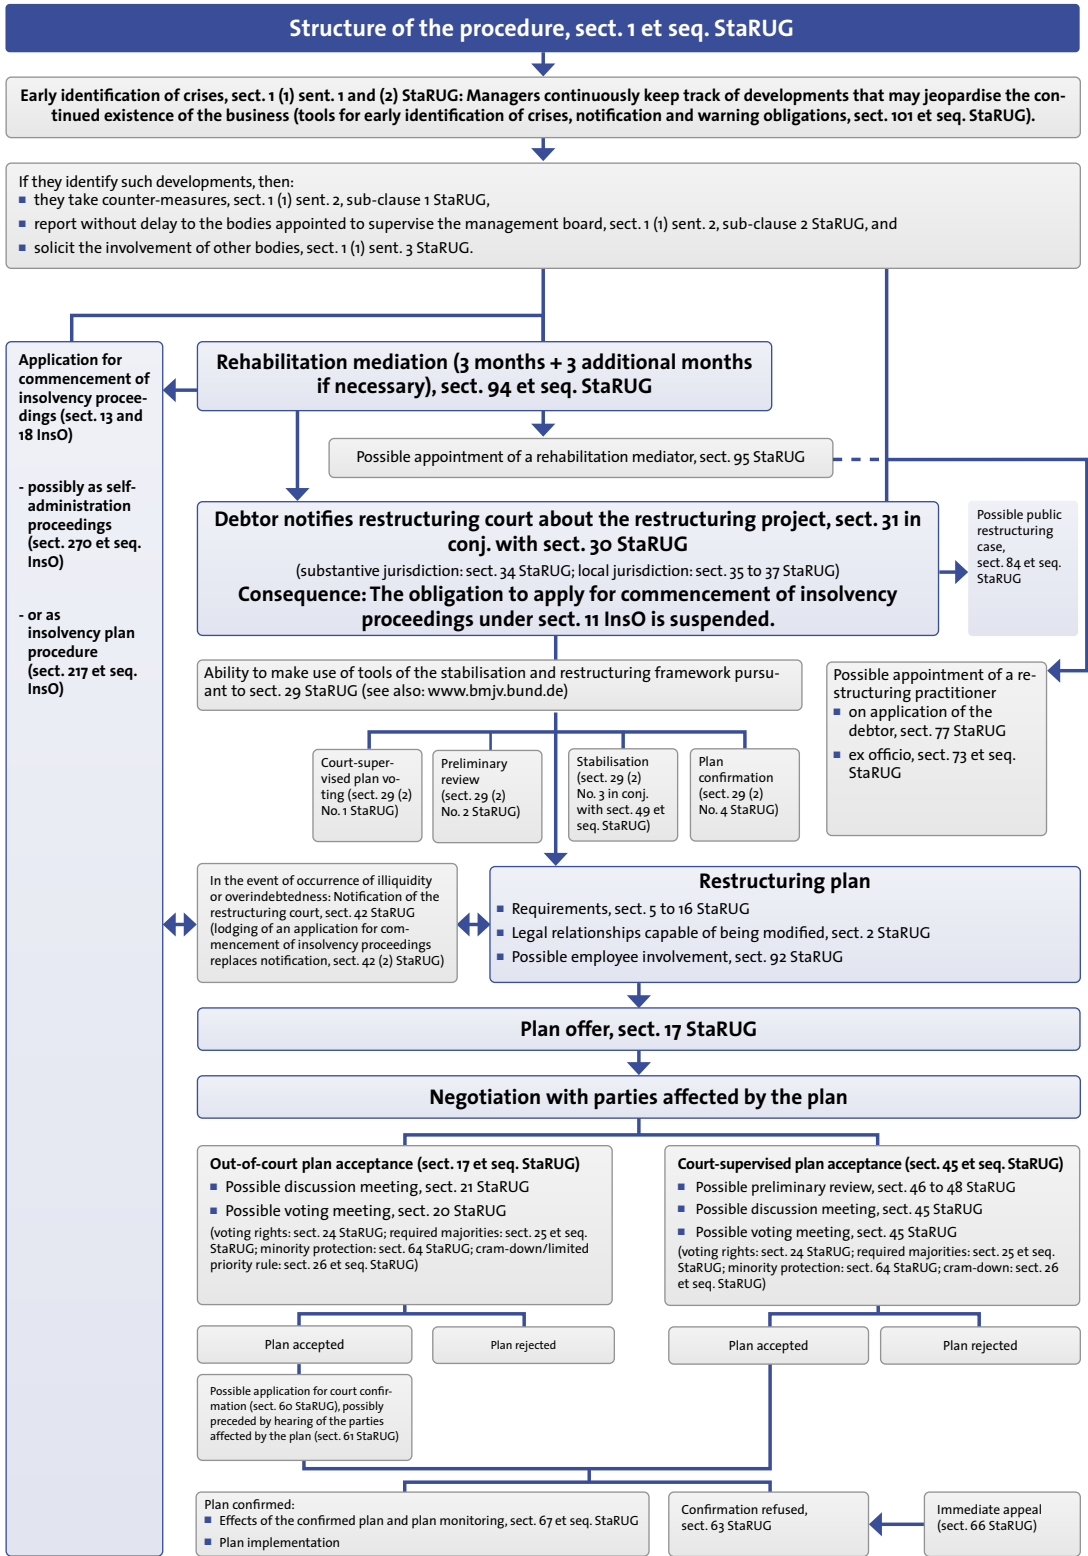 Structure of the procedure, sect. 1 et seq. StaRUG
Early identification of crises, sect. 1 (1) sent. 1 and (2) StaRUG: Managers continuously keep track of developments that may jeopardise the con-
tinued existence of the business (tools for early identification of crises, notification and warning obligations, sect. 101 et seq. StaRUG).
If they identify such developments, then:
▪ they take counter-measures, sect. 1 (1) sent. 2, sub-clause 1 StaRUG,
▪ report without delay to the bodies appointed to supervise the management board, sect. 1 (1) sent. 2, sub-clause 2 StaRUG, and
▪ solicit the involvement of other bodies, sect. 1 (1) sent. 3 StaRUG.
Application for
commencement of
insolvency procee-
dings (sect. 13 and
18 InsO)
- possibly as self-
administration
proceedings
(sect. 270 et seq.
InsO)
- or as
insolvency plan
procedure
(sect. 217 et seq.
InsO)
Rehabilitation mediation (3 months + 3 additional months
if necessary), sect. 94 et seq. StaRUG
Possible appointment of a rehabilitation mediator, sect. 95 StaRUG
Debtor notifies restructuring court about the restructuring project, sect. 31 in
conj. with sect. 30 StaRUG
(substantive jurisdiction: sect. 34 StaRUG; local jurisdiction: sect. 35 to 37 StaRUG)
Consequence: The obligation to apply for commencement of insolvency
proceedings under sect. 11 InsO is suspended.
Possible public
restructuring
case,
sect. 84 et seq.
StaRUG
Ability to make use of tools of the stabilisation and restructuring framework pursu-
ant to sect. 29 StaRUG (see also: www.bmjv.bund.de)
Possible appointment of a re-
structuring practitioner
▪ on application of the
debtor, sect. 77 StaRUG
▪ ex officio, sect. 73 et seq.
StaRUG
Court-super-
vised plan vo-
ting (sect. 29 (2)
No. 1 StaRUG)
Preliminary
review
(sect. 29 (2)
No. 2 StaRUG)
Stabilisation
(sect. 29 (2)
No. 3 in conj.
with sect. 49 et
seq. StaRUG)
Plan
confirmation
(sect. 29 (2)
No. 4 StaRUG)
In the event of occurrence of illiquidity
or overindebtedness: Notification of the
restructuring court, sect. 42 StaRUG
(lodging of an application for com-
mencement of insolvency proceedings
replaces notification, sect. 42 (2) StaRUG)
Restructuring plan
▪ Requirements, sect. 5 to 16 StaRUG
▪ Legal relationships capable of being modified, sect. 2 StaRUG
▪ Possible employee involvement, sect. 92 StaRUG
Plan offer, sect. 17 StaRUG
Negotiation with parties affected by the plan
Out-of-court plan acceptance (sect. 17 et seq. StaRUG)
▪ Possible discussion meeting, sect. 21 StaRUG
▪ Possible voting meeting, sect. 20 StaRUG
(voting rights: sect. 24 StaRUG; required majorities: sect. 25 et seq.
StaRUG; minority protection: sect. 64 StaRUG; cram-down/limited
priority rule: sect. 26 et seq. StaRUG)
Court-supervised plan acceptance (sect. 45 et seq. StaRUG)
▪ Possible preliminary review, sect. 46 to 48 StaRUG
▪ Possible discussion meeting, sect. 45 StaRUG
▪ Possible voting meeting, sect. 45 StaRUG
(voting rights: sect. 24 StaRUG; required majorities: sect. 25 et seq.
StaRUG; minority protection: sect. 64 StaRUG; cram-down: sect. 26
et seq. StaRUG)
Plan accepted
Plan rejected
Plan accepted
Plan rejected
Possible application for court confir-
mation (sect. 60 StaRUG), possibly
preceded by hearing of the parties
affected by the plan (sect. 61 StaRUG)
Plan confirmed:
▪ Effects of the confirmed plan and plan monitoring, sect. 67 et seq. StaRUG
▪ Plan implementation
Confirmation refused,
sect. 63 StaRUG
Immediate appeal
(sect. 66 StaRUG)